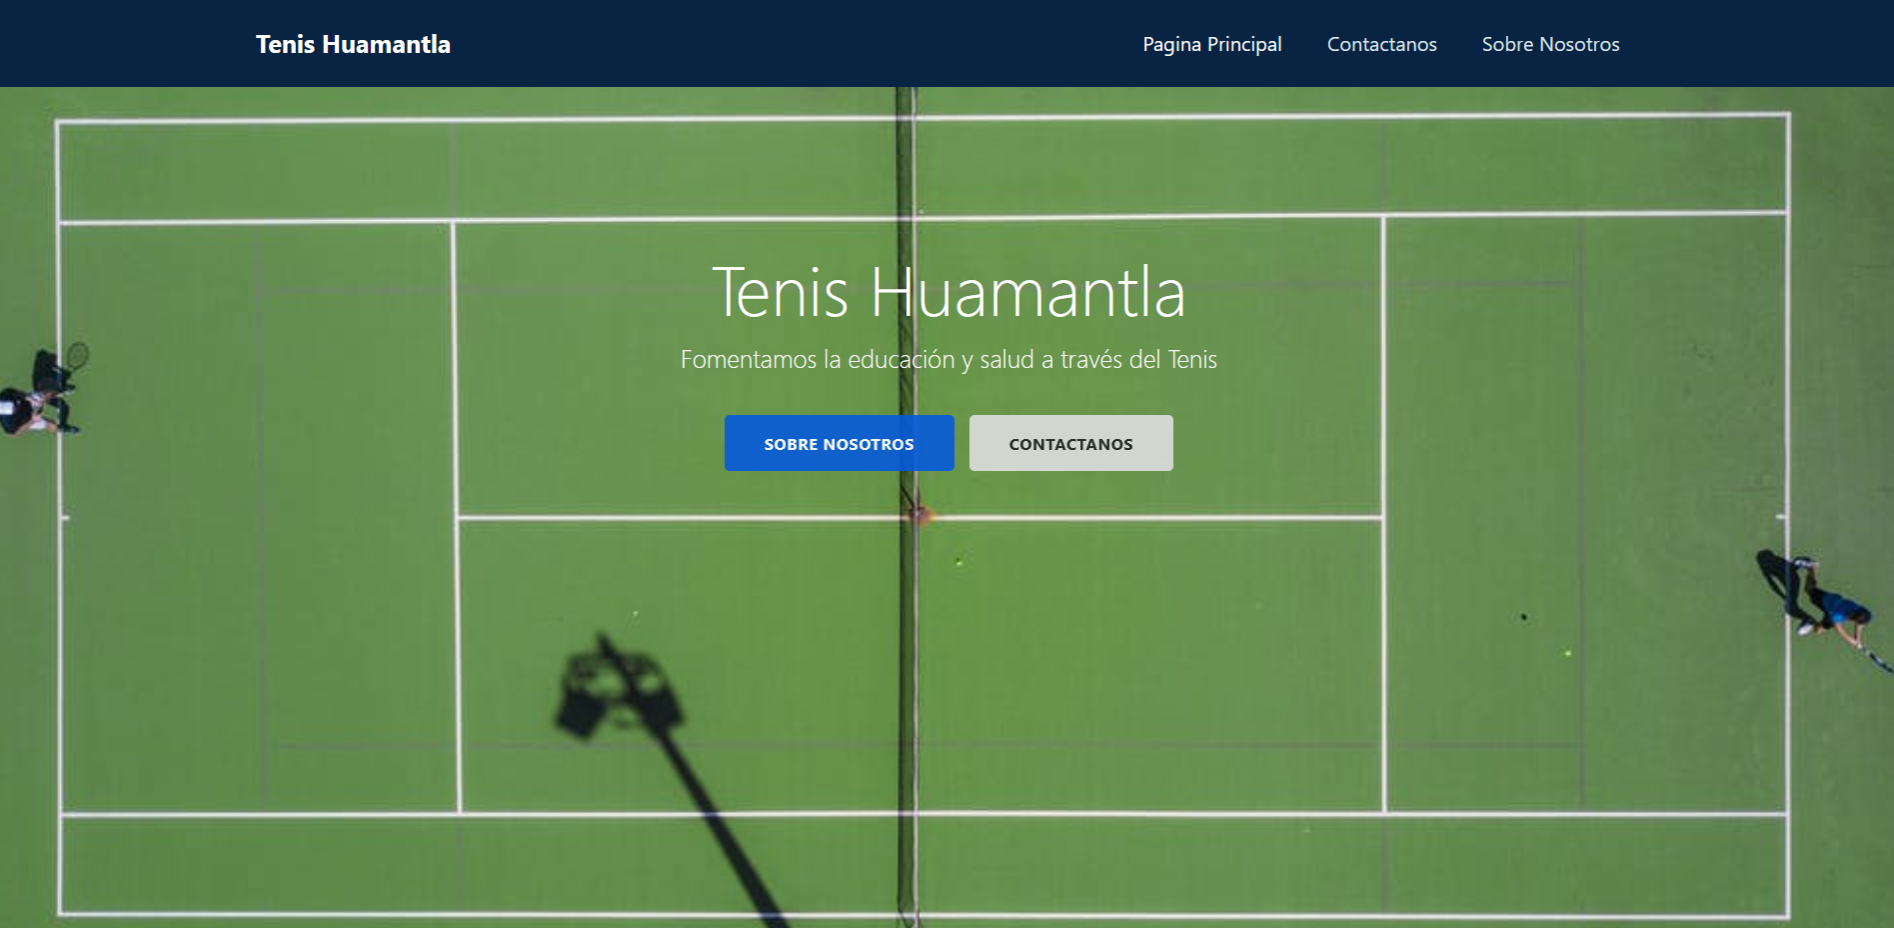 Tenis Huamantla
Pagina Principal
Contactanos
Sobre Nosotros
Tenis Huamantla
Fomentamos la educación y salud a través del Tenis
SOBRE NOSOTROS
CONTACTANOS